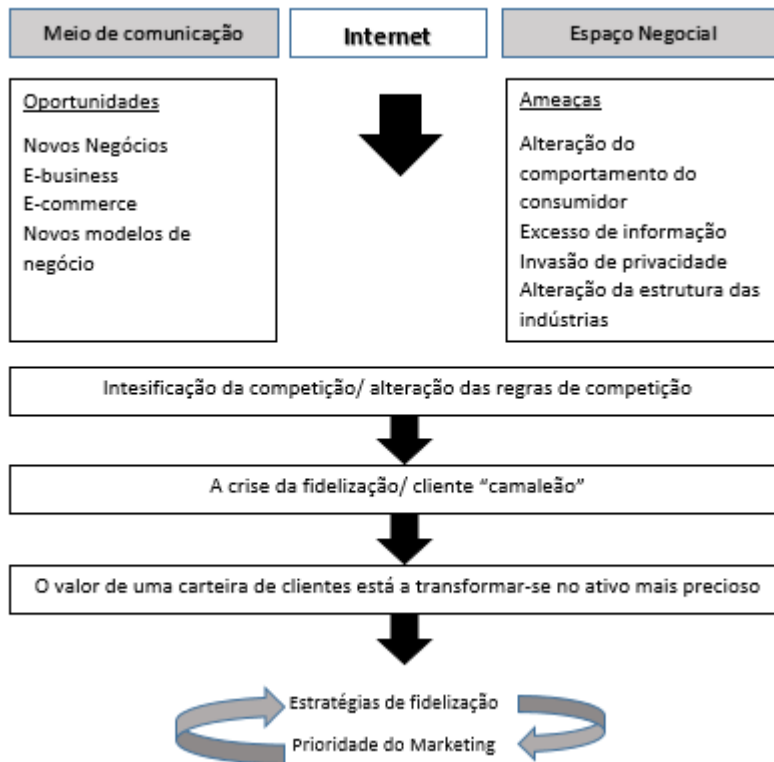 Meio de comunicação
Internet
Espaço Negocial
Oportunidades
Novos Negócios
E-business
E-commerce
Novos modelos de
negócio
Ameaças
Alteração do
comportamento do
consumidor
Excesso de informação
Invasão de privacidade
Alteração da estrutura das
indústrias
Intesificação da competição/ alteração das regras de competição
A crise da fidelização/ cliente “camaleão”
O valor de uma carteira de clientes está a transformar-se no ativo mais precioso
Estratégias de fidelização
Prioridade do Marketing